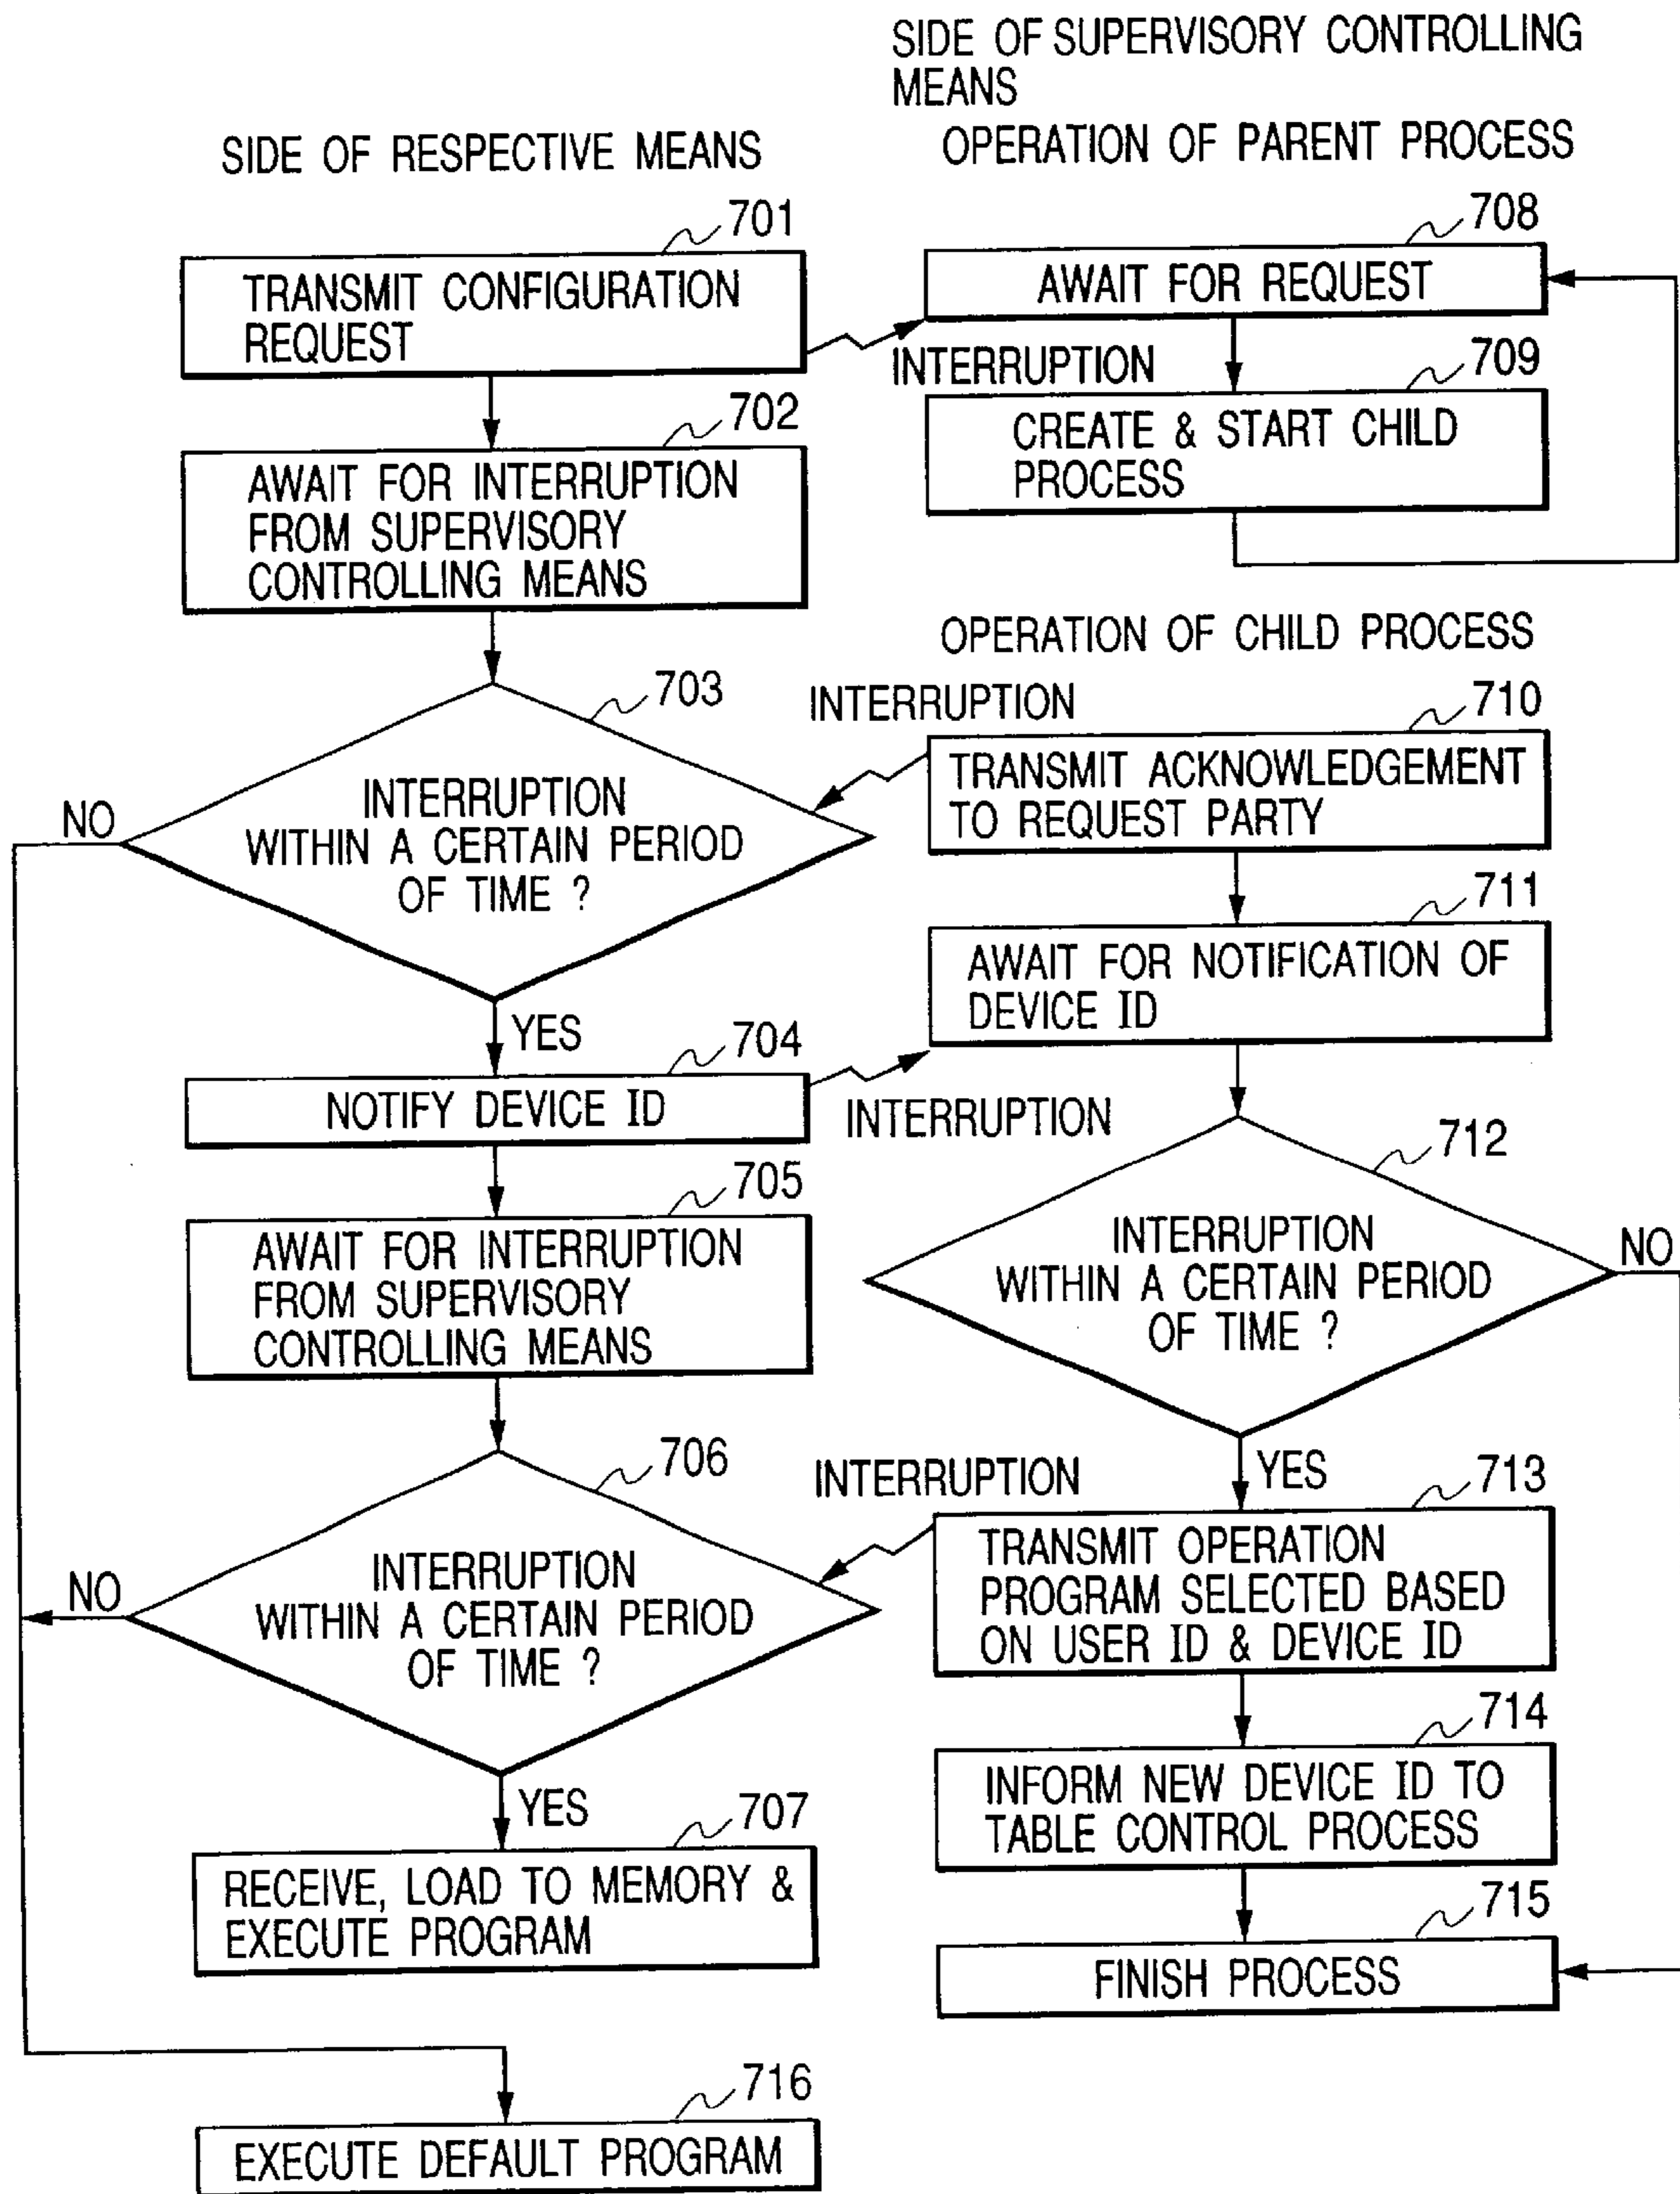 SIDE OF SUPERVISORY CONTROLLING
MEANS
SIDE OF RESPECTIVE MEANS
OPERATION OF PARENT PROCESS
701
TRANSMIT CONFIGURATION
REQUEST
708
AWAIT FOR REQUEST
INTERRUPTION
709
CREATE & START CHILD
PROCESS
702
AWAIT FOR INTERRUPTION
FROM SUPERVISORY
CONTROLLING MEANS
OPERATION OF CHILD PROCESS
703
INTERRUPTION
WITHIN A CERTAIN PERIOD
OF TIME ?
NO
YES
INTERRUPTION
710
TRANSMIT ACKNOWLEDGEMENT
TO REQUEST PARTY
711
AWAIT FOR NOTIFICATION OF
DEVICE ID
704
NOTIFY DEVICE ID
INTERRUPTION
712
INTERRUPTION
WITHIN A CERTAIN PERIOD
OF TIME ?
NO
YES
705
AWAIT FOR INTERRUPTION
FROM SUPERVISORY
CONTROLLING MEANS
706
INTERRUPTION
WITHIN A CERTAIN PERIOD
OF TIME ?
NO
YES
INTERRUPTION
713
TRANSMIT OPERATION
PROGRAM SELECTED BASED
ON USER ID & DEVICE ID
714
INFORM NEW DEVICE ID TO
TABLE CONTROL PROCESS
707
RECEIVE, LOAD TO MEMORY &
EXECUTE PROGRAM
715
FINISH PROCESS
716
EXECUTE DEFAULT PROGRAM